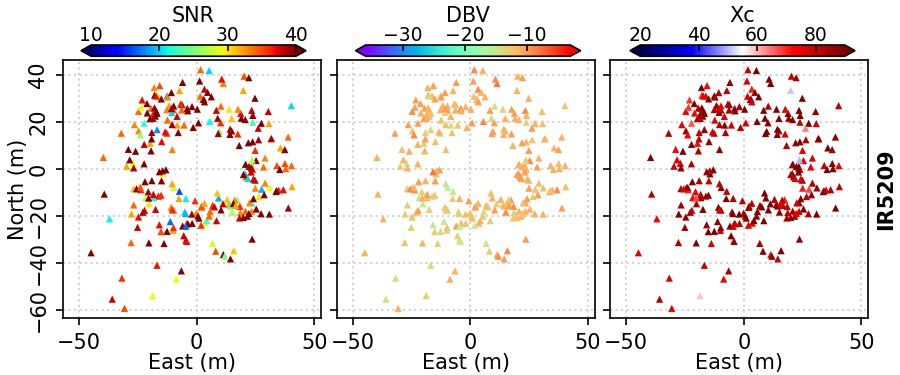 SNR DBV Xc
10 20 30 40 −30 −20 −10 20 40 60 80
40
20
0
−20
−40
−60
North (m)
IR5209
−50 0 50 −50 0 50 −50 0 50
East (m) East (m) East (m)